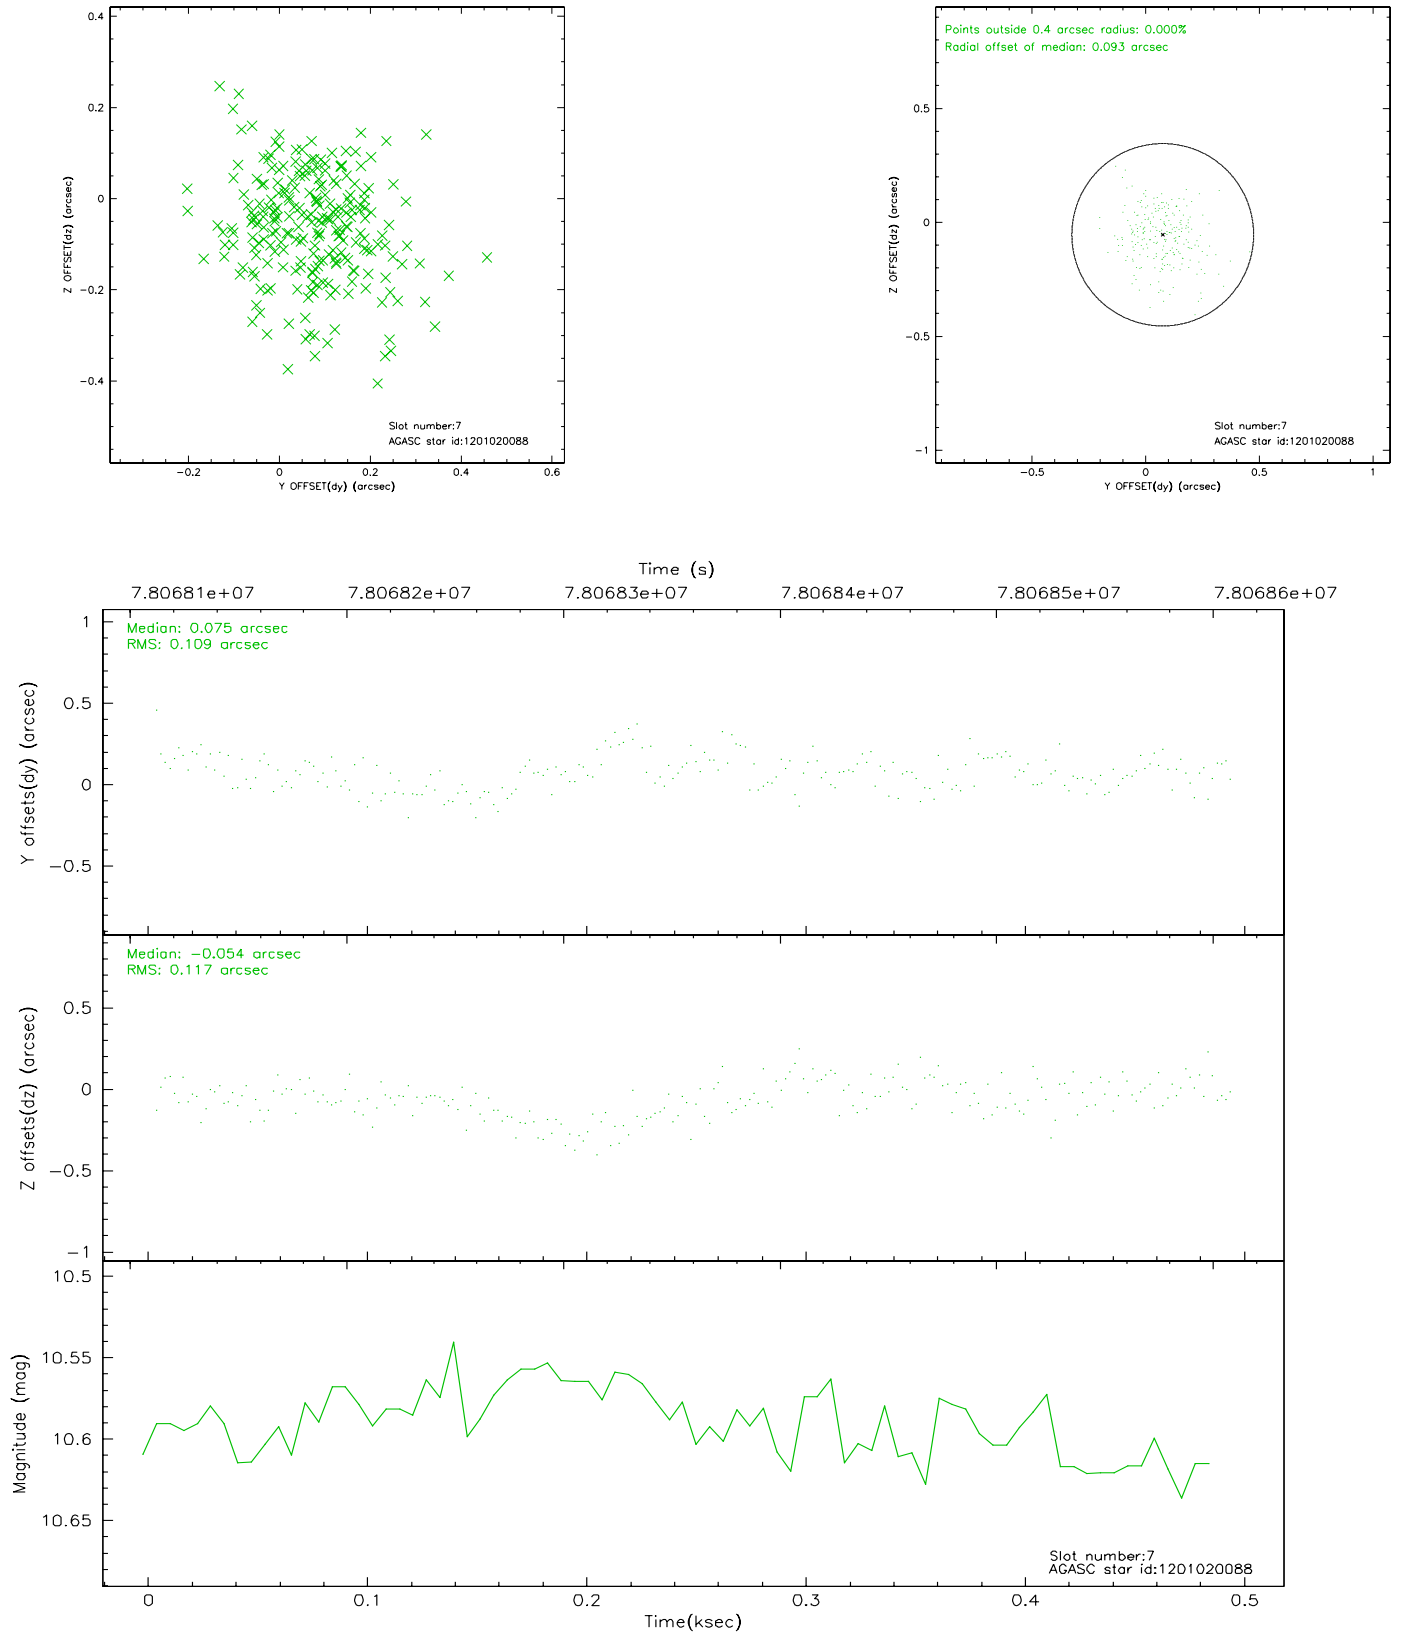 0.4
0.2
0
−0.2
−0.4
Z OFFSET(dz) (arcsec)
Slot number:7
AGASC star id:1201020088
−0.2 0 0.2 0.4 0.6
Y OFFSET(dy) (arcsec)
Points outside 0.4 arcsec radius: 0.000%
Radial offset of median: 0.093 arcsec
0.5
0
−0.5
−1
Z OFFSET(dz) (arcsec)
Slot number:7
AGASC star id:1201020088
−0.5 0 0.5 1
Y OFFSET(dy) (arcsec)
Time (s)
7.80681e+07 7.80682e+07 7.80683e+07 7.80684e+07 7.80685e+07 7.80686e+07
Median: 0.075 arcsec
RMS: 0.109 arcsec
1
0.5
0
−0.5
Y offsets(dy) (arcsec)
Median: −0.054 arcsec
RMS: 0.117 arcsec
0.5
0
−0.5
−1
Z offsets(dz) (arcsec)
10.5
10.55
10.6
10.65
Magnitude (mag)
Slot number:7
AGASC star id:1201020088
0 0.1 0.2 0.3 0.4 0.5
Time(ksec)